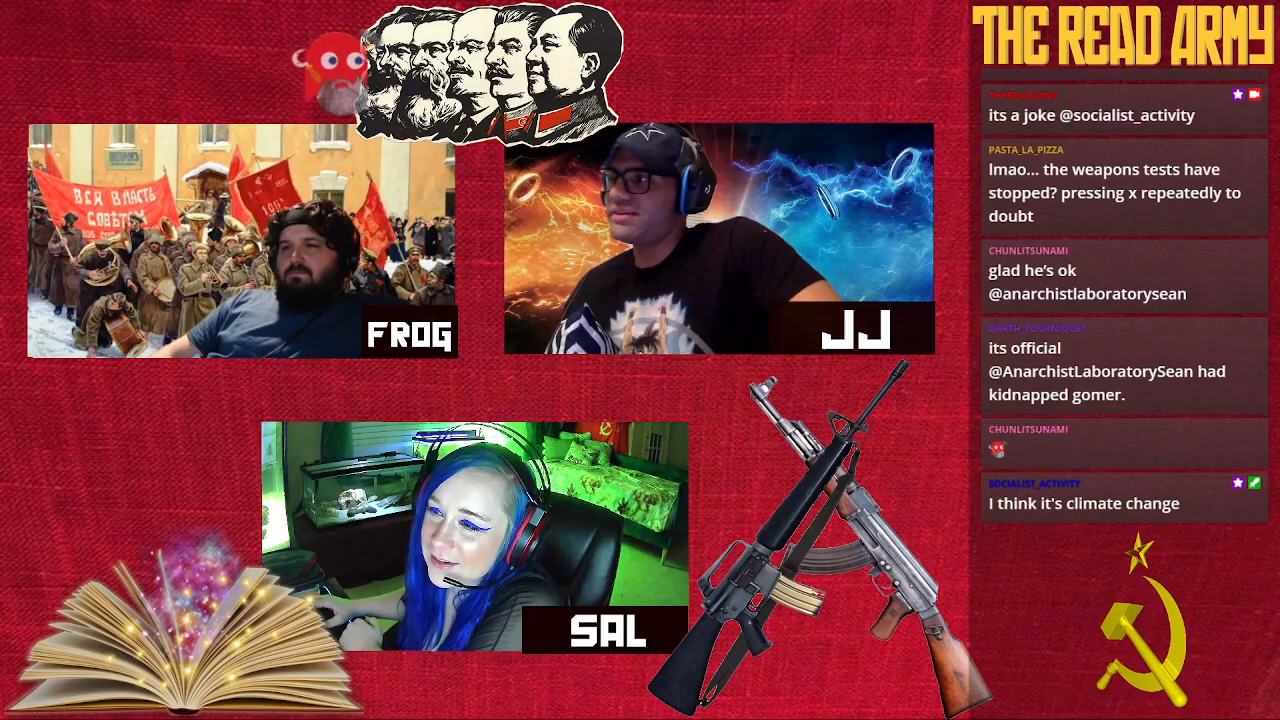 THE READ ARMY
its a joke @socialist_activity
PASTA_LA_PIZZA
lmao... the weapons tests have
stopped? pressing x repeatedly to
doubt
CHUNLITSUNAMI
glad he's ok
@anarchistlaboratorysean
DARTH_TOURNIQUET
its official
@AnarchistLaboratorySean had
kidnapped gomer.
CHUNLITSUNAMI
SOCIALIST_ACTIVITY
I think it's climate change
ВСЯ ВЛАСТЬ
СОВѢТАМ
FROG
JJ
SAL